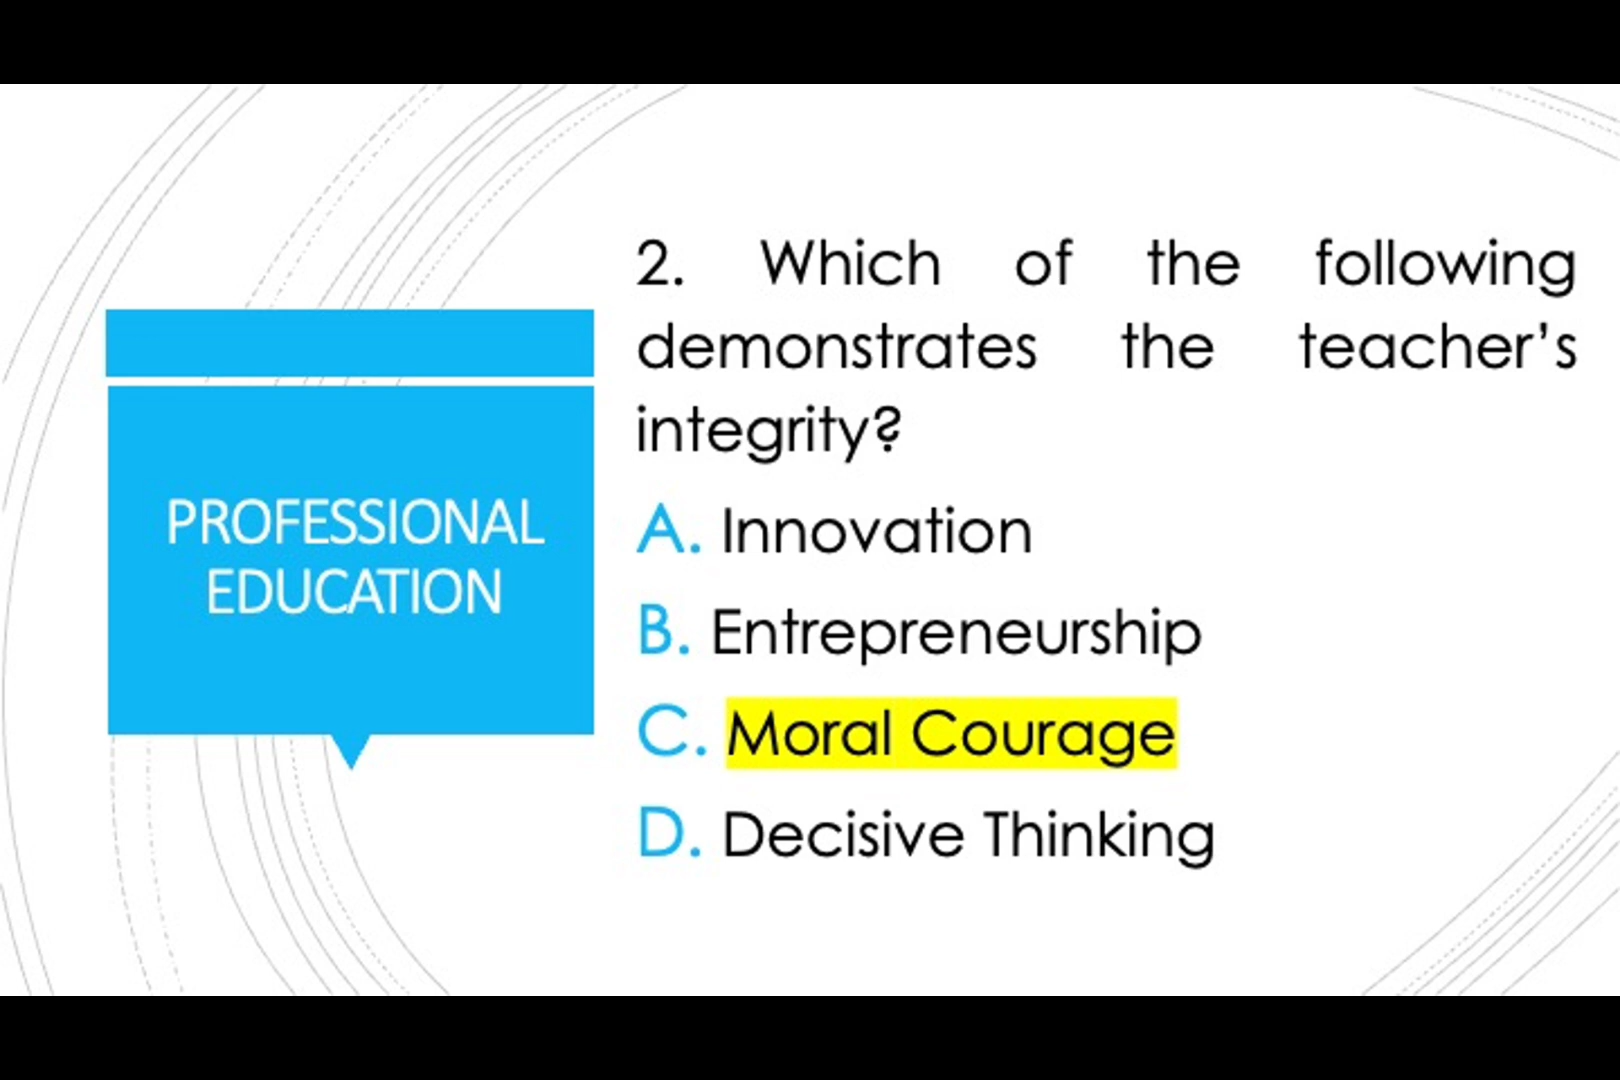 PROFESSIONAL
EDUCATION
2. Which of the following
demonstrates the teacher's
integrity?
A. Innovation
B. Entrepreneurship
C. Moral Courage
D. Decisive Thinking